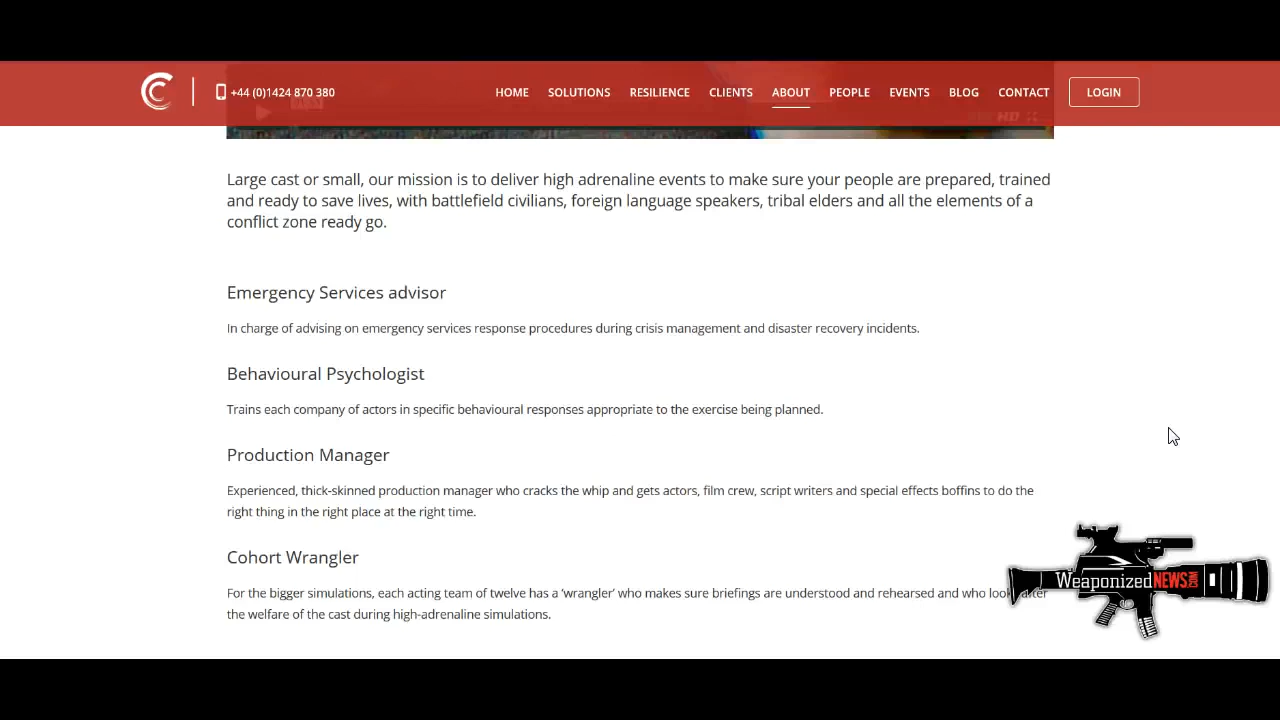 +44 (0)1424 870 380
HOME SOLUTIONS RESILIENCE CLIENTS ABOUT PEOPLE EVENTS BLOG CONTACT LOGIN
HD
Large cast or small, our mission is to deliver high adrenaline events to make sure your people are prepared, trained
and ready to save lives, with battlefield civilians, foreign language speakers, tribal elders and all the elements of a
conflict zone ready go.
Emergency Services advisor
In charge of advising on emergency services response procedures during crisis management and disaster recovery incidents.
Behavioural Psychologist
Trains each company of actors in specific behavioural responses appropriate to the exercise being planned.
Production Manager
Experienced, thick-skinned production manager who cracks the whip and gets actors, film crew, script writers and special effects boffins to do the
right thing in the right place at the right time.
Cohort Wrangler
For the bigger simulations, each acting team of twelve has a ‘wrangler’ who makes sure briefings are understood and rehearsed and who
the welfare of the cast during high-adrenaline simulations.
WeaponizedNEWS.COM